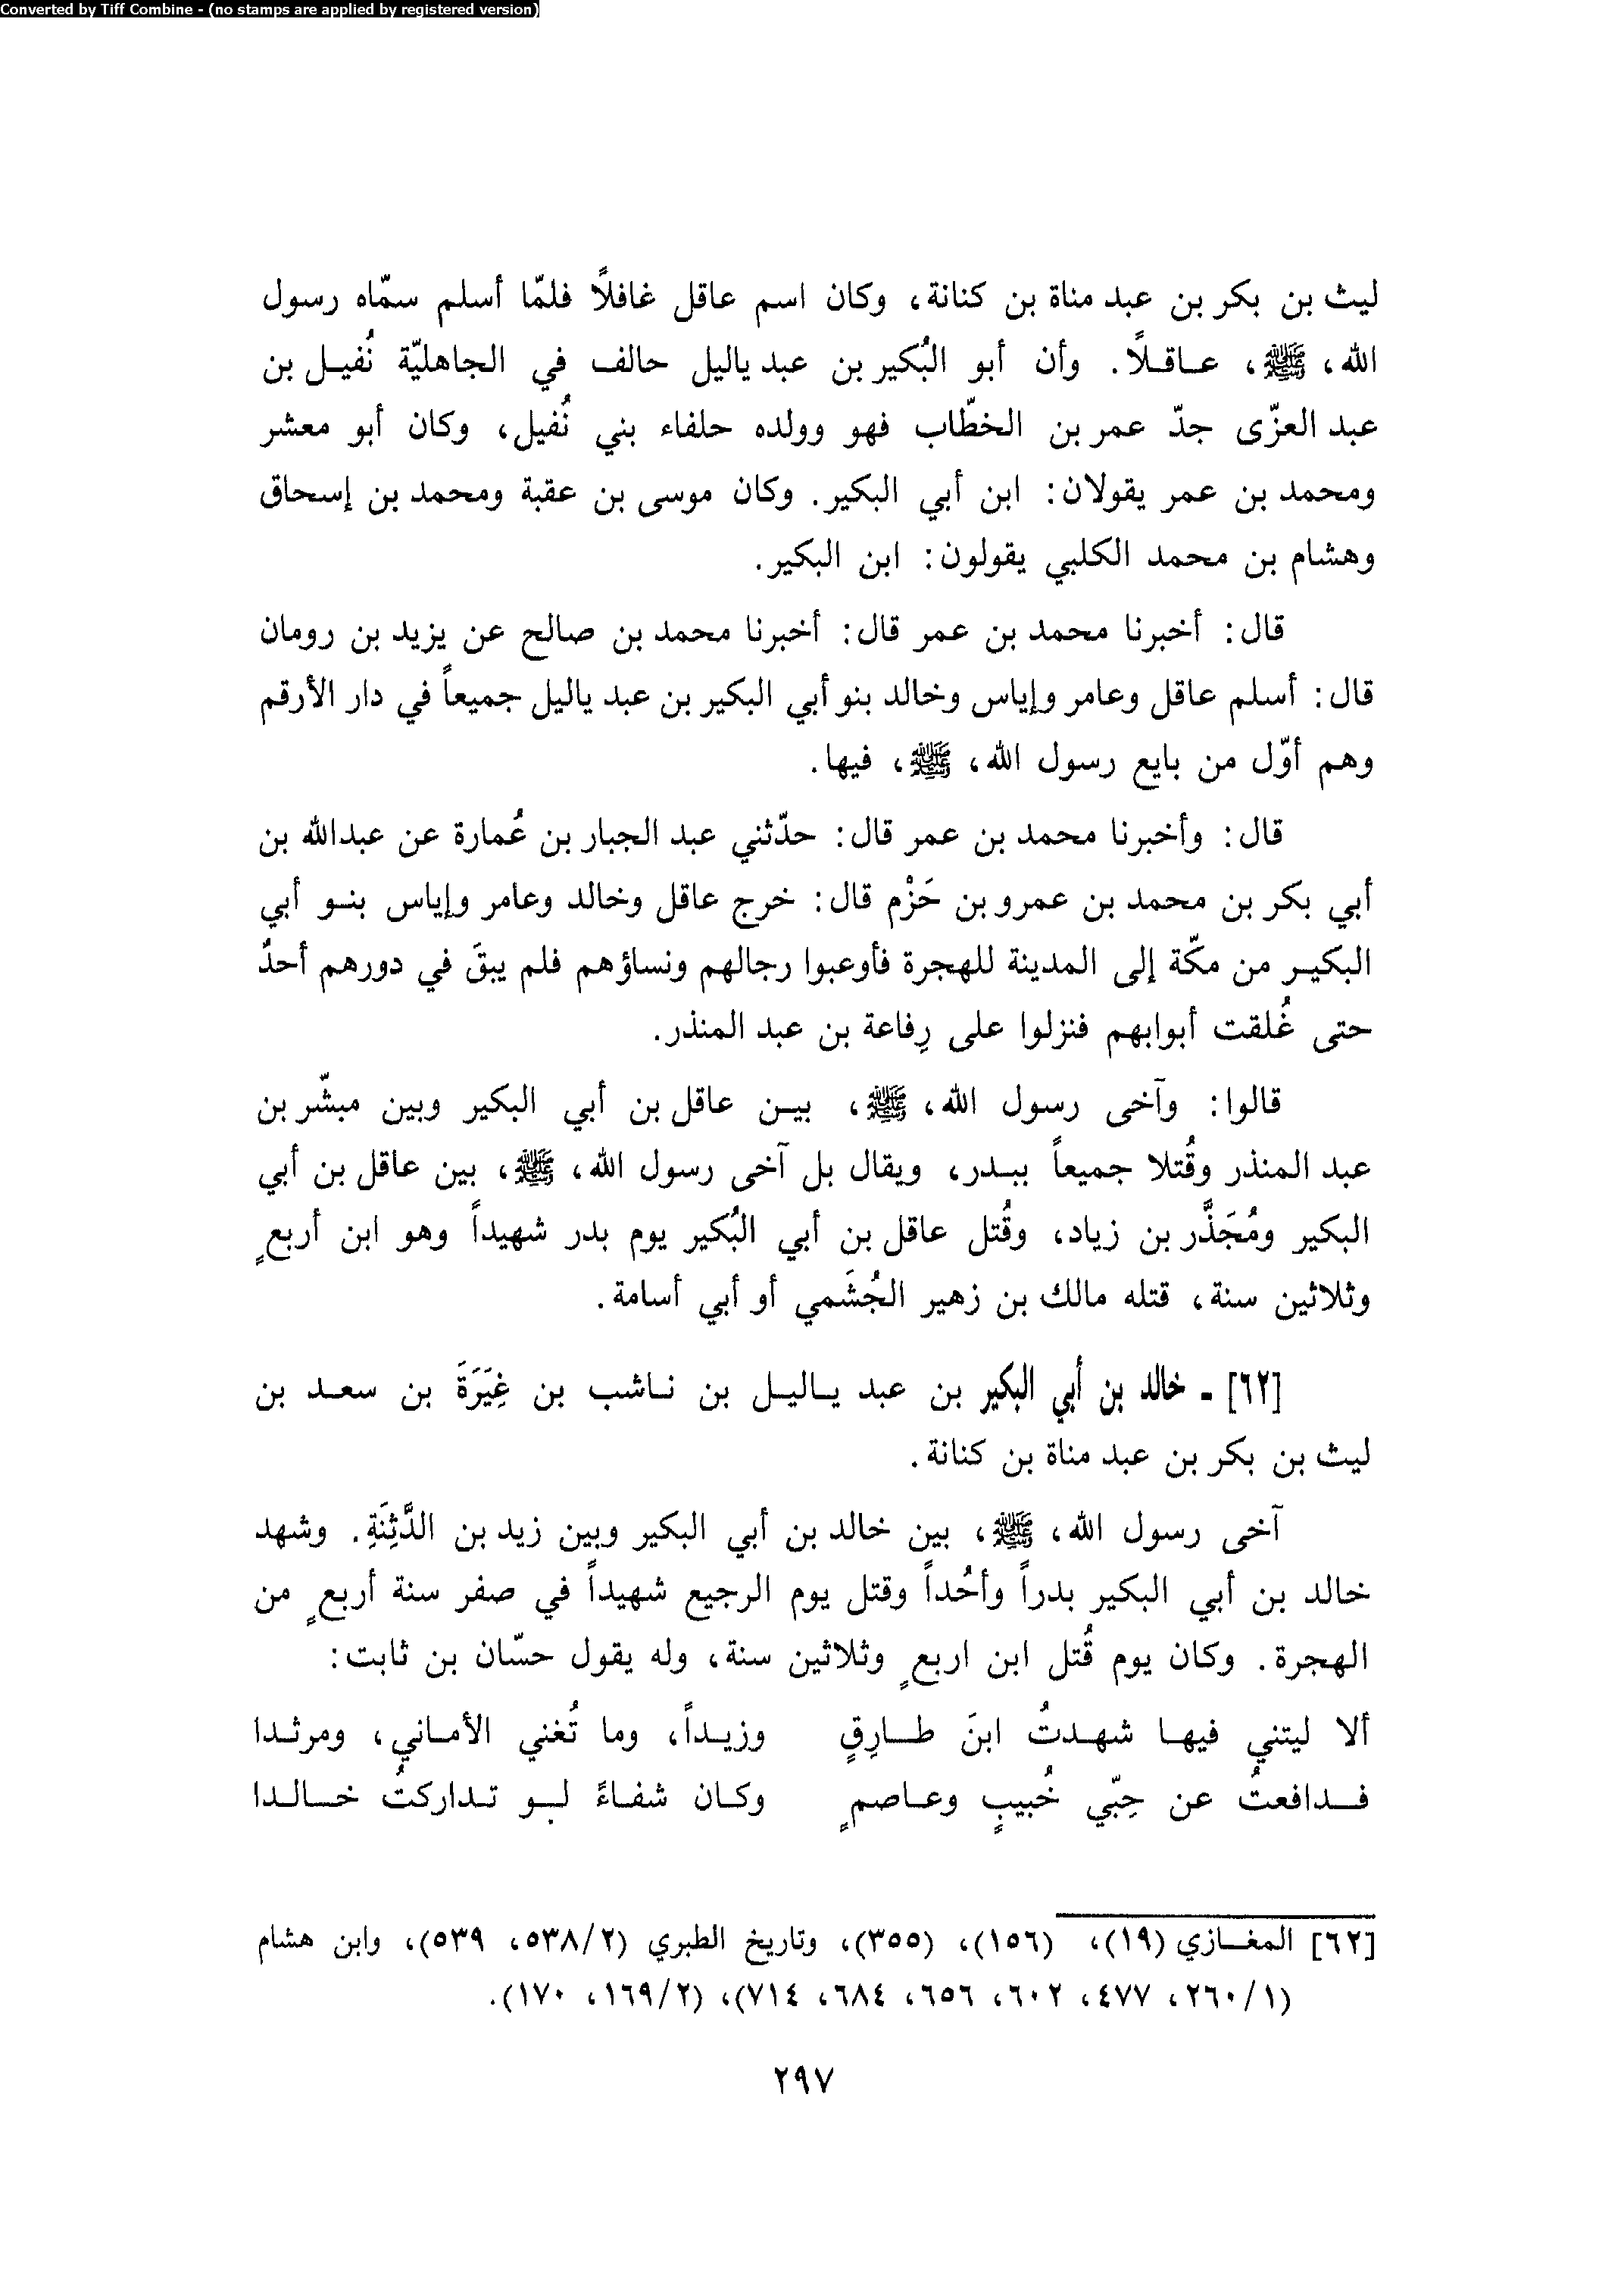 Converted by Tiff Combine - (no stamps are applied by registered version)
ليث بن بكر بن عبد مناة بن كنانة، وكان اسم عاقل غافلاً فلمّا أسلم سمّاه رسول
الله، ﷺ، عاقلاً. وأن أبو البُكير بن عبد ياليل حالف في الجاهليّة نُفيل بن
عبد العزّى جدّ عمر بن الخطّاب فهو وولده حلفاء بني نُفيل، وكان أبو معشر
ومحمد بن عمر يقولان: ابن أبي البكير. وكان موسى بن عقبة ومحمد بن إسحاق
وهشام بن محمد الكلبي يقولون: ابن البكير.
قال: أخبرنا محمد بن عمر قال: أخبرنا محمد بن صالح عن يزيد بن رومان
قال: أسلم عاقل وعامر وإياس وخالد بنو أبي البكير بن عبد ياليل جميعاً في دار الأرقم
وهم أوّل من بايع رسول الله، ﷺ، فيها.
قال: وأخبرنا محمد بن عمر قال: حدّثني عبد الجبار بن عُمارة عن عبدالله بن
أبي بكر بن محمد بن عمرو بن حَزْم قال: خرج عاقل وخالد وعامر وإياس بنو أبي
البكير من مكّة إلى المدينة للهجرة فأوعبوا رجالهم ونساؤهم فلم يبقَ في دورهم أحدٌ
حتى غُلقت أبوابهم فنزلوا على رِفاعة بن عبد المنذر.
قالوا: وآخى رسول الله، ﷺ، بين عاقل بن أبي البكير وبين مبشّر بن
عبد المنذر وقُتلا جميعاً ببدر، ويقال بل آخى رسول الله، ﷺ، بين عاقل بن أبي
البكير ومُجَذَّر بن زياد، وقُتل عاقل بن أبي البُكير يوم بدر شهيداً وهو ابن أربعٍ
وثلاثين سنة، قتله مالك بن زهير الجُشَمي أو أبي أسامة.
[٦٢] - خالد بن أبي البكير بن عبد ياليل بن ناشب بن غِيَرَةَ بن سعد بن
ليث بن بكر بن عبد مناة بن كنانة.
آخى رسول الله، ﷺ، بين خالد بن أبي البكير وبين زيد بن الدَّثِنَةِ. وشهد
خالد بن أبي البكير بدراً وأحُداً وقتل يوم الرجيع شهيداً في صفر سنة أربعٍ من
الهجرة. وكان يوم قُتل ابن اربعٍ وثلاثين سنة، وله يقول حسّان بن ثابت:
ألا ليتني فيها شهدتُ ابنَ طارِقٍ وزيداً، وما تُغني الأماني، ومرثدا
فدافعتُ عن حِبّي خُبيبٍ وعاصمٍ وكان شفاءً لو تداركتُ خالدا
[٦٢] المغازي (١٩)، (١٥٦)، (٣٥٥)، وتاريخ الطبري (٥٣٨/٢، ٥٣٩)، وابن هشام
(٢٦٠/١، ٤٧٧، ٦٠٢، ٦٥٦، ٦٨٤، ٧١٤)، (١٦٩/٢، ١٧٠).
٢٩٧